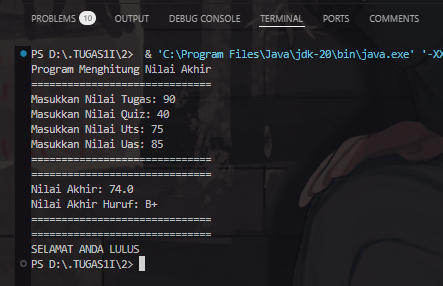 PROBLEMS 10 OUTPUT DEBUG CONSOLE TERMINAL PORTS COMMENTS
PS D:\.TUGAS1I\2> & 'C:\Program Files\Java\jdk-20\bin\java.exe' '-XX
Program Menghitung Nilai Akhir
==============================
Masukkan Nilai Tugas: 90
Masukkan Nilai Quiz: 40
Masukkan Nilai Uts: 75
Masukkan Nilai Uas: 85
==============================
==============================
Nilai Akhir: 74.0
Nilai Akhir Huruf: B+
==============================
==============================
SELAMAT ANDA LULUS
PS D:\.TUGAS1I\2>